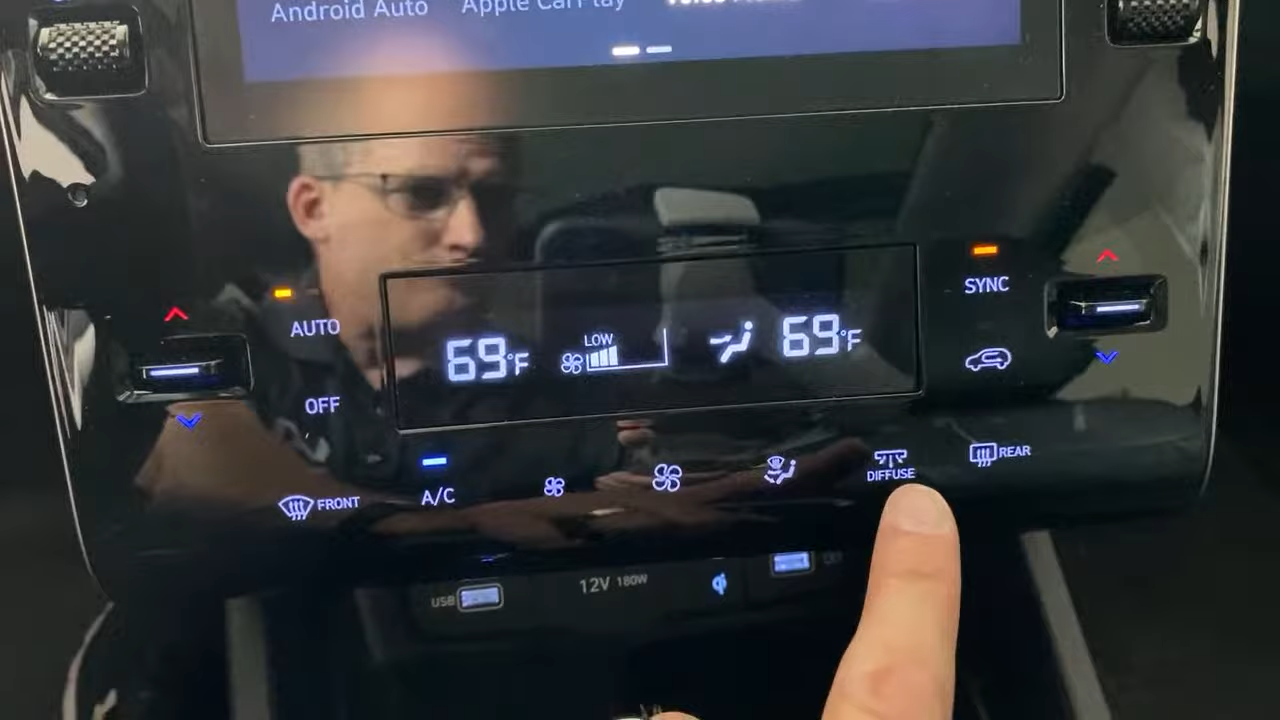 Android Auto
Apple CarPlay
AUTO
OFF
69°F
LOW
69°F
SYNC
FRONT
A/C
DIFFUSE
REAR
USB
12V 180W